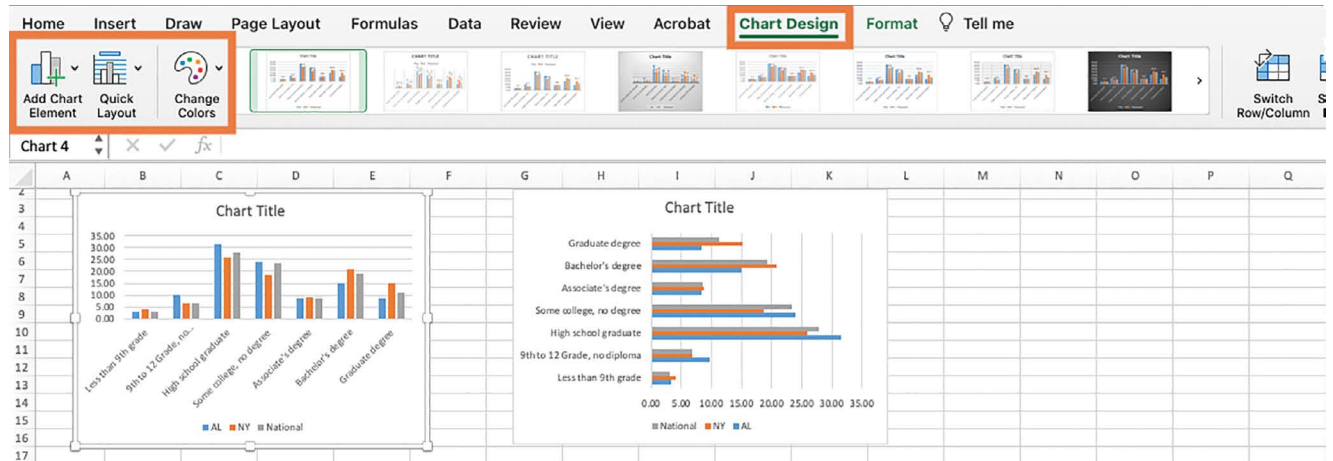 Home Insert Draw Page Layout Formulas Data Review View Acrobat Chart Design Format Tell me
Add Chart Element
Quick Layout
Change Colors
Switch Row/Column
Chart 4
fx
A B C D E F G H I J K L M N O P Q
2
3
4
5
6
7
8
9
10
11
12
13
14
15
16
17
Chart Title
35.00
30.00
25.00
20.00
15.00
10.00
5.00
0.00
Less than 9th grade
9th to 12 Grade, no...
High school graduate
Some college, no degree
Associate's degree
Bachelor's degree
Graduate degree
AL NY National
Chart Title
Graduate degree
Bachelor's degree
Associate's degree
Some college, no degree
High school graduate
9th to 12 Grade, no diploma
Less than 9th grade
0.00 5.00 10.00 15.00 20.00 25.00 30.00 35.00
National NY AL